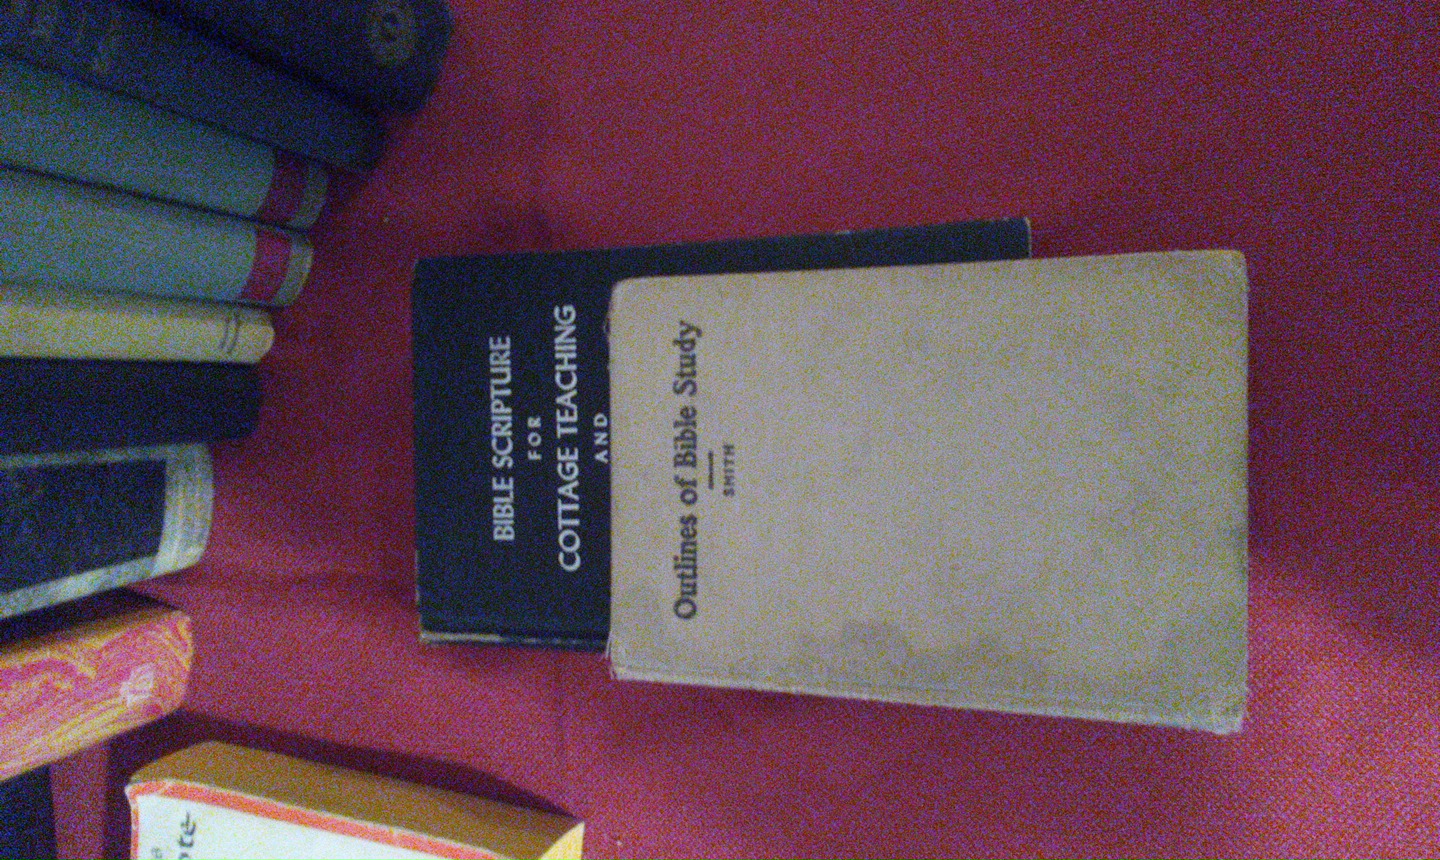 BIBLE SCRIPTURE
FOR
COTTAGE TEACHING
AND
Outlines of Bible Study
SMITH